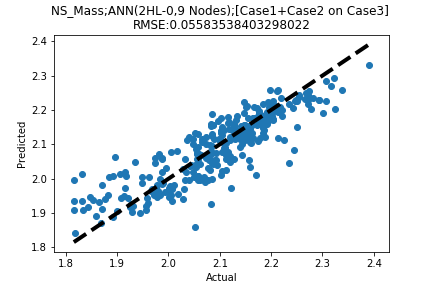 NS_Mass;ANN(2HL-0,9 Nodes);[Case1+Case2 on Case3]
RMSE:0.05583538403298022
2.4
2.3
2.2
2.1
2.0
1.9
1.8
Predicted
1.8 1.9 2.0 2.1 2.2 2.3 2.4
Actual